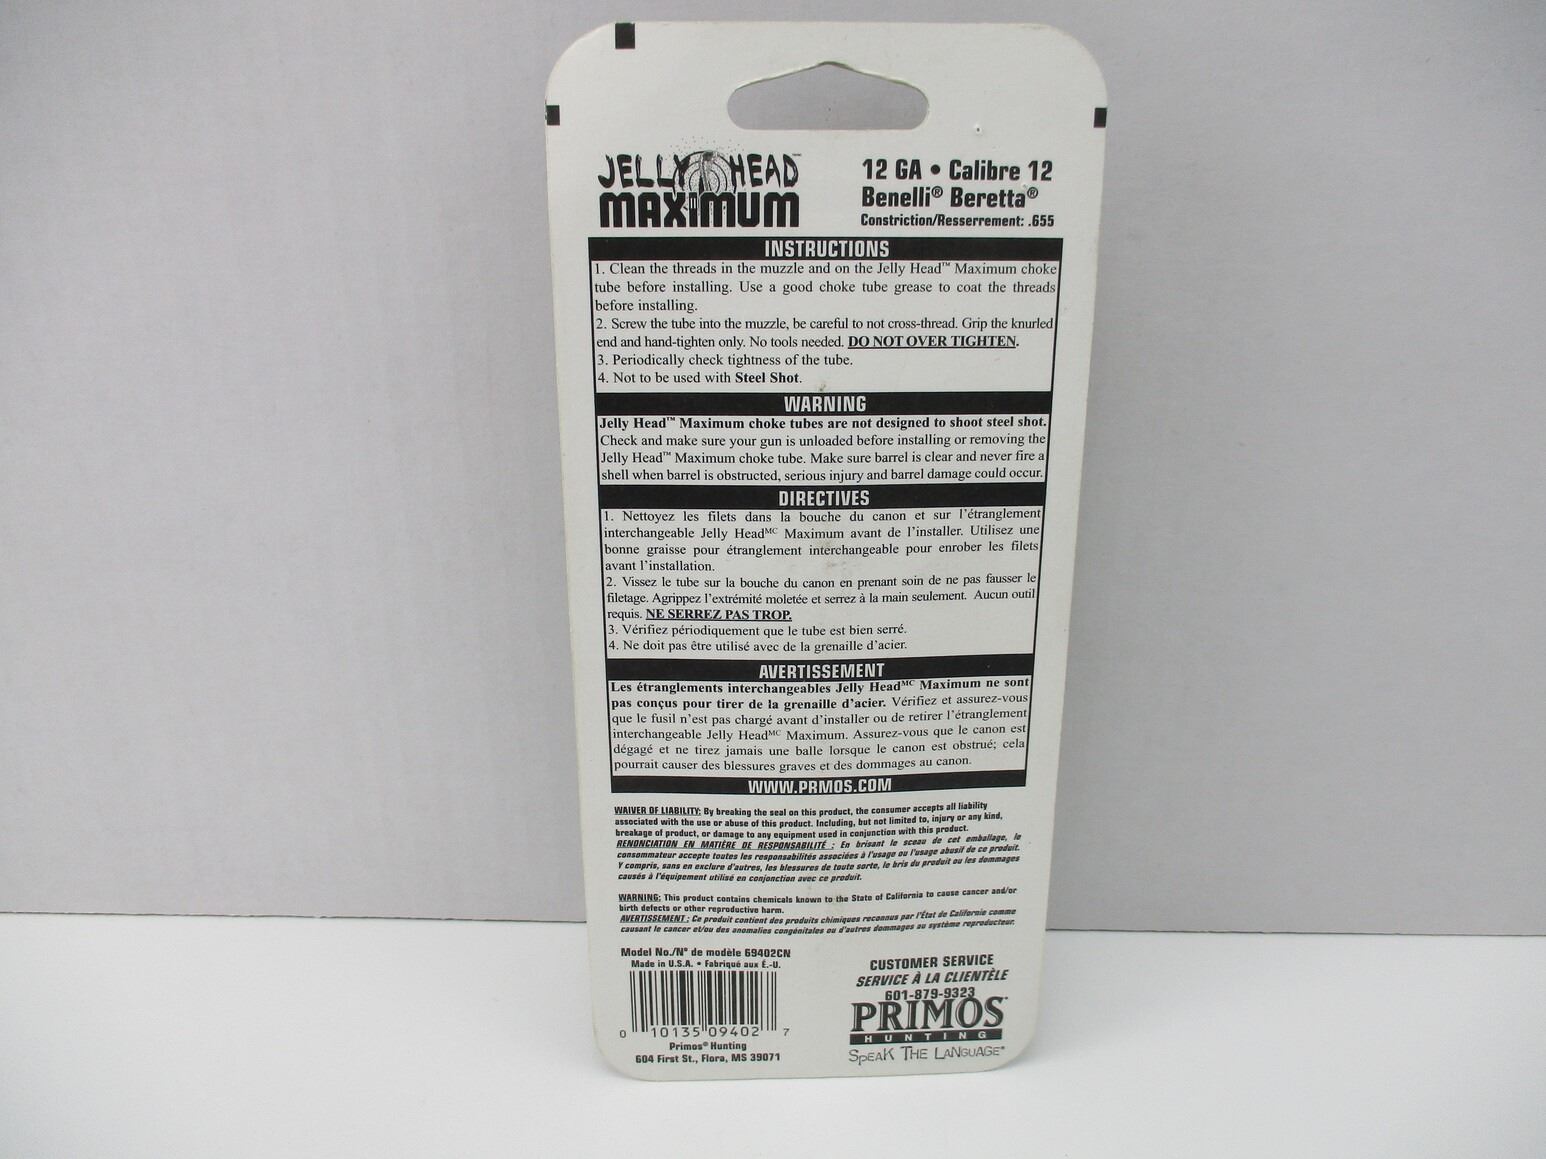 JELLY HEAD™
MAXIMUM
12 GA • Calibre 12
Benelli® Beretta®
Constriction/Resserrement: .655
INSTRUCTIONS
1. Clean the threads in the muzzle and on the Jelly Head™ Maximum choke
tube before installing. Use a good choke tube grease to coat the threads
before installing.
2. Screw the tube into the muzzle, be careful to not cross-thread. Grip the knurled
end and hand-tighten only. No tools needed. DO NOT OVER TIGHTEN.
3. Periodically check tightness of the tube.
4. Not to be used with Steel Shot.
WARNING
Jelly Head™ Maximum choke tubes are not designed to shoot steel shot.
Check and make sure your gun is unloaded before installing or removing the
Jelly Head™ Maximum choke tube. Make sure barrel is clear and never fire a
shell when barrel is obstructed, serious injury and barrel damage could occur.
DIRECTIVES
1. Nettoyez les filets dans la bouche du canon et sur l'étranglement
interchangeable Jelly Headᴹᶜ Maximum avant de l'installer. Utilisez une
bonne graisse pour étranglement interchangeable pour enrober les filets
avant l'installation.
2. Vissez le tube sur la bouche du canon en prenant soin de ne pas fausser le
filetage. Agrippez l'extrémité moletée et serrez à la main seulement. Aucun outil
requis. NE SERREZ PAS TROP.
3. Vérifiez périodiquement que le tube est bien serré.
4. Ne doit pas être utilisé avec de la grenaille d'acier.
AVERTISSEMENT
Les étranglements interchangeables Jelly Headᴹᶜ Maximum ne sont
pas conçus pour tirer de la grenaille d'acier. Vérifiez et assurez-vous
que le fusil n'est pas chargé avant d'installer ou de retirer l'étranglement
interchangeable Jelly Headᴹᶜ Maximum. Assurez-vous que le canon est
dégagé et ne tirez jamais une balle lorsque le canon est obstrué; cela
pourrait causer des blessures graves et des dommages au canon.
WWW.PRMOS.COM
WAIVER OF LIABILITY: By breaking the seal on this product, the consumer accepts all liability
associated with the use or abuse of this product. Including, but not limited to, injury or any kind,
breakage of product, or damage to any equipment used in conjunction with this product.
RENONCIATION EN MATIÈRE DE RESPONSABILITÉ : En brisant le sceau de cet emballage, le
consommateur accepte toutes les responsabilités associées à l'usage ou l'usage abusif de ce produit.
Y compris, sans en exclure d'autres, les blessures de toute sorte, le bris du produit ou les dommages
causés à l'équipement utilisé en conjonction avec ce produit.
WARNING: This product contains chemicals known to the State of California to cause cancer and/or
birth defects or other reproductive harm.
AVERTISSEMENT : Ce produit contient des produits chimiques reconnus par l'État de Californie comme
causant le cancer et/ou des anomalies congénitales ou d'autres dommages au système reproducteur.
Model No./N° de modèle 69402CN
Made in U.S.A. • Fabriqué aux É.-U.
0 10135 09402 7
Primos® Hunting
604 First St., Flora, MS 39071
CUSTOMER SERVICE
SERVICE À LA CLIENTÈLE
601-879-9323
PRIMOS
HUNTING
SPEAK THE LANGUAGE®